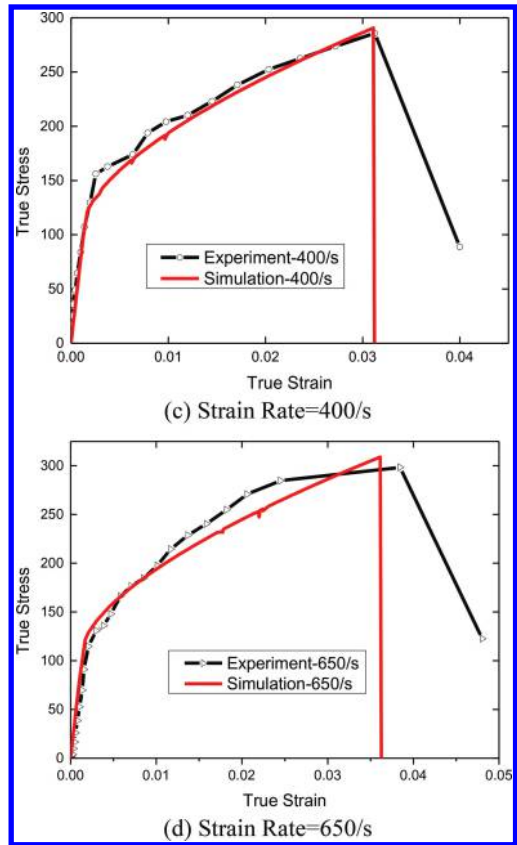 300
250
200
150
100
50
0
True Stress
Experiment-400/s
Simulation-400/s
0.00 0.01 0.02 0.03 0.04
True Strain
(c) Strain Rate=400/s
300
250
200
150
100
50
0
True Stress
Experiment-650/s
Simulation-650/s
0.00 0.01 0.02 0.03 0.04 0.05
True Strain
(d) Strain Rate=650/s